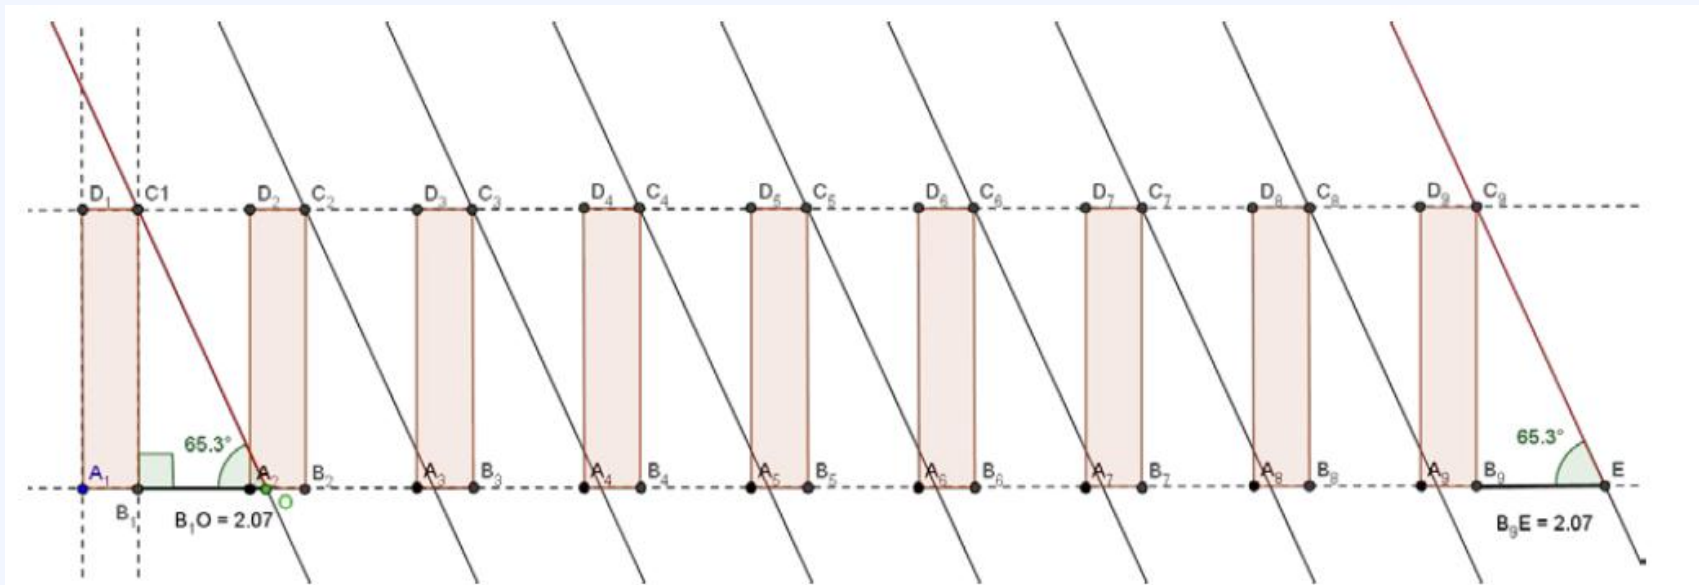 D₁ C1 D₂ C₂ D₃ C₃ D₄ C₄ D₅ C₅ D₆ C₆ D₇ C₇ D₈ C₈ D₉ C₉
65.3° 65.3°
A₁ A₂ B₂ A₃ B₃ A₄ B₄ A₅ B₅ A₆ B₆ A₇ B₇ A₈ B₈ A₉ B₉ E
O
B₁ B₁O = 2.07 B₉E = 2.07